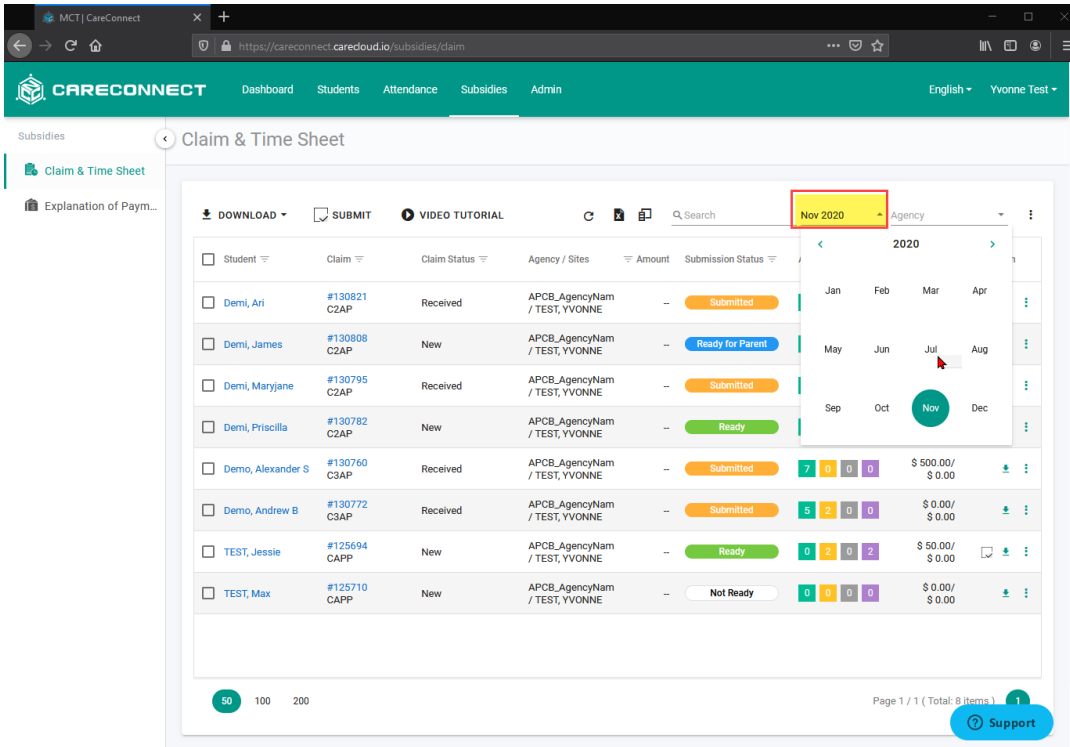 MCT| CareConnect
https://careconnect.carecloud.io/subsidies/claim
CARECONNECT
Dashboard Students Attendance Subsidies Admin
English Yvonne Test
Subsidies
Claim & Time Sheet
Explanation of Paym...
Claim & Time Sheet
DOWNLOAD SUBMIT VIDEO TUTORIAL Search Nov 2020 Agency
Student Claim Claim Status Agency / Sites Amount Submission Status
2020
Jan Feb Mar Apr
May Jun Jul Aug
Sep Oct Nov Dec
Demi, Ari #130821 C2AP Received APCB_AgencyNam / TEST, YVONNE -- Submitted
Demi, James #130808 C2AP New APCB_AgencyNam / TEST, YVONNE -- Ready for Parent
Demi, Maryjane #130795 C2AP Received APCB_AgencyNam / TEST, YVONNE -- Submitted
Demi, Priscilla #130782 C2AP New APCB_AgencyNam / TEST, YVONNE -- Ready
Demo, Alexander S #130760 C3AP Received APCB_AgencyNam / TEST, YVONNE -- Submitted 7 0 0 0 $ 500.00/ $ 0.00
Demo, Andrew B #130772 C3AP Received APCB_AgencyNam / TEST, YVONNE -- Submitted 5 2 0 0 $ 0.00/ $ 0.00
TEST, Jessie #125694 CAPP New APCB_AgencyNam / TEST, YVONNE -- Ready 0 2 0 2 $ 50.00/ $ 0.00
TEST, Max #125710 CAPP New APCB_AgencyNam / TEST, YVONNE -- Not Ready 0 0 0 0 $ 0.00/ $ 0.00
50 100 200
Page 1 / 1 ( Total: 8 items ) 1
Support